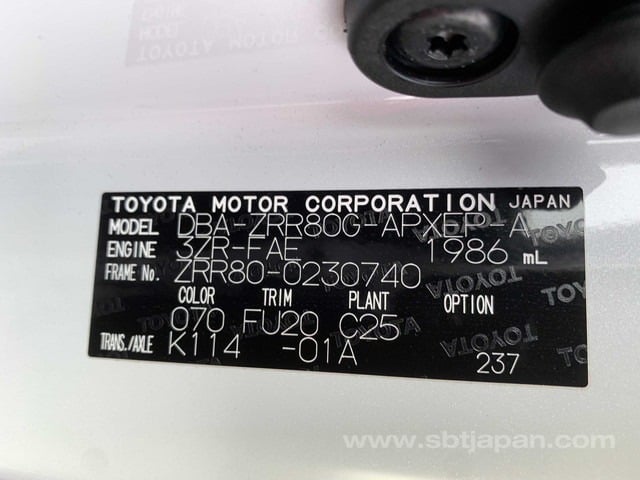 TOYOTA MOTOR CORPORATION JAPAN
MODEL DBA-ZRR80G-APXEP-A
ENGINE 3ZR-FAE 1986 mL
FRAME No. ZRR80-0230740
COLOR TRIM PLANT OPTION
070 FU20 C25
TRANS./AXLE K114 -01A 237
www.sbtjapan.com